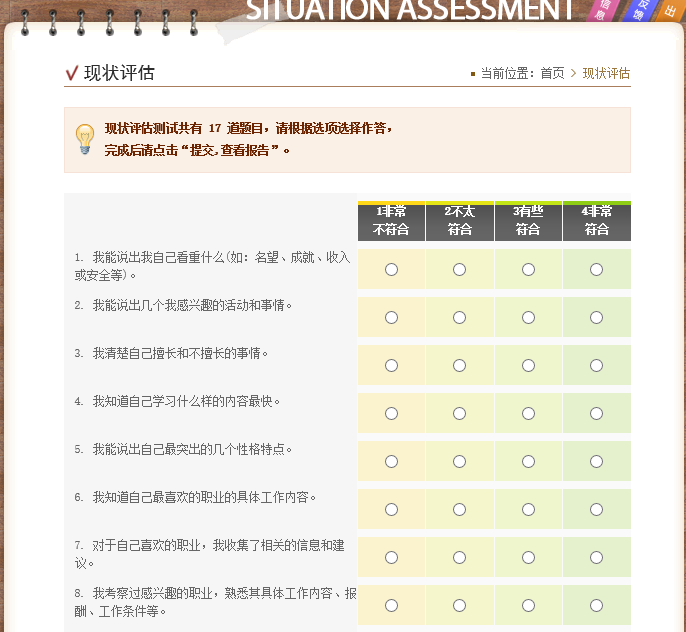 SITUATION ASSESSMENT
信息
反馈
出
现状评估
当前位置：首页 > 现状评估
现状评估测试共有 17 道题目，请根据选项选择作答，
完成后请点击“提交，查看报告”。
1非常 2不太 3有些 4非常
不符合 符合 符合 符合
1. 我能说出我自己看重什么(如：名望、成就、收入
或安全等)。
2. 我能说出几个我感兴趣的活动和事情。
3. 我清楚自己擅长和不擅长的事情。
4. 我知道自己学习什么样的内容最快。
5. 我能说出自己最突出的几个性格特点。
6. 我知道自己最喜欢的职业的具体工作内容。
7. 对于自己喜欢的职业，我收集了相关的信息和建
议。
8. 我考察过感兴趣的职业，熟悉其具体工作内容、报
酬、工作条件等。